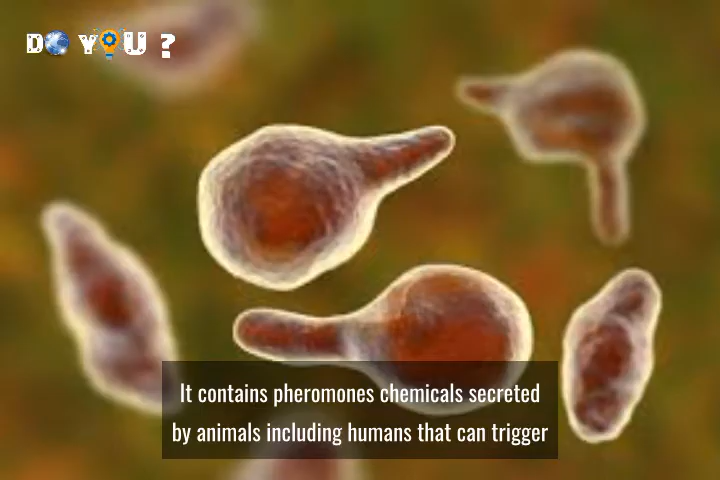 DO YOU ?
It contains pheromones chemicals secreted
by animals including humans that can trigger